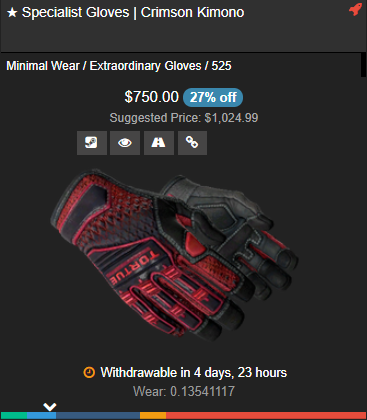 ★ Specialist Gloves | Crimson Kimono
Minimal Wear / Extraordinary Gloves / 525
$750.00 27% off
Suggested Price: $1,024.99
TORTUE
Withdrawable in 4 days, 23 hours
Wear: 0.13541117